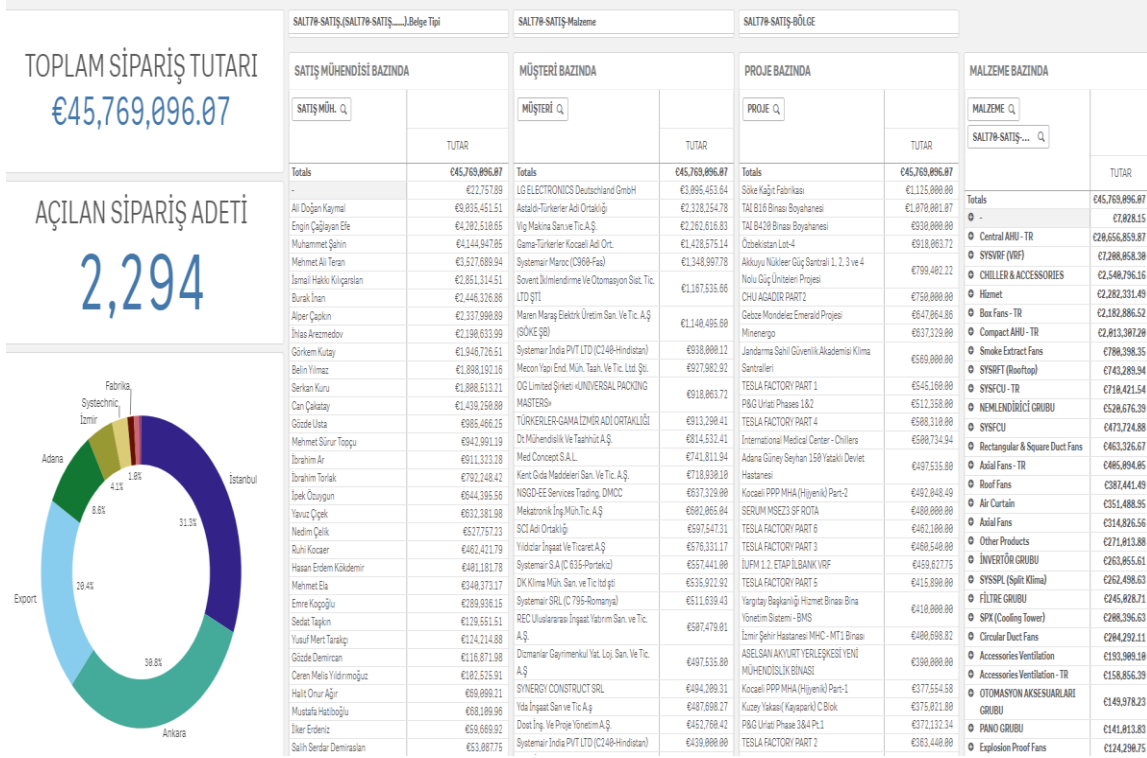 SALT70-SATIŞ.(SALT70-SATIŞ......).Belge Tipi
SALT70-SATIŞ-Malzeme
SALT70-SATIŞ-BÖLGE
TOPLAM SİPARİŞ TUTARI
€45,769,096.07
AÇILAN SİPARİŞ ADETİ
2,294
Fabrika
Systechnic
İzmir
Adana
Export
İstanbul
Ankara
1.0%
4.1%
8.6%
20.4%
31.3%
30.8%
SATIŞ MÜHENDİSİ BAZINDA
SATIŞ MÜH.
TUTAR
Totals €45,769,096.07
- €22,757.89
Ali Doğan Kaymal €9,035,451.51
Engin Çağlayan Efe €4,202,510.65
Muhammet Şahin €4,144,947.05
Mehmet Ali Teran €3,527,689.94
İsmail Hakkı Kılıçarslan €2,851,314.51
Burak İnan €2,446,326.86
Alper Çapkın €2,337,990.89
İhlas Arezmedov €2,190,633.99
Görkem Kutay €1,946,726.51
Belin Yılmaz €1,898,192.16
Serkan Kuru €1,808,513.21
Can Çakatay €1,439,250.80
Gözde Usta €985,466.25
Mehmet Sürur Topçu €942,991.19
İbrahim Ar €911,323.28
İbrahim Torlak €792,248.42
İpek Özuygun €644,395.56
Yavuz Çiçek €632,381.98
Nedim Çelik €527,757.23
Ruhi Kocaer €462,421.79
Hasan Erdem Kökdemir €401,181.78
Mehmet Ela €340,373.17
Emre Koçoğlu €289,936.15
Sedat Taşkın €129,551.51
Yusuf Mert Tarakçı €124,214.88
Gözde Demircan €116,871.98
Ceren Melis Yıldırımoğuz €102,525.91
Halit Onur Ağır €69,099.21
Mustafa Hatiboğlu €68,109.96
İlker Erdeniz €59,669.92
Salih Serdar Demiraslan €53,087.75
MÜŞTERİ BAZINDA
MÜŞTERİ
TUTAR
Totals €45,769,096.07
LG ELECTRONICS Deutschland GmbH €3,095,453.64
Astaldi-Türkerler Adi Ortaklığı €2,328,254.78
Vig Makina San.ve Tic.A.Ş. €2,262,616.83
Gama-Türkerler Kocaeli Adi Ort. €1,428,575.14
Systemair Maroc (C960-Fas) €1,348,997.78
Sovent İklmlendirme Ve Otomasyon Sist. Tic.
LTD ŞTİ €1,167,535.66
Maren Maraş Elektrk Üretim San. Ve Tic. A.Ş
(SÖKE ŞB) €1,140,495.60
Systemair India PVT LTD (C240-Hindistan) €938,000.12
Mecon Yapı End. Müh. Taah. Ve Tic. Ltd. Şti. €927,982.92
OG Limited Şirketi «UNIVERSAL PACKING
MASTERS» €918,063.72
TÜRKERLER-GAMA İZMİR ADİ ORTAKLIĞI €913,290.41
Dt Mühendislik Ve Taahhüt A.Ş. €814,532.41
Med Concept S.A.L. €741,811.94
Kent Gıda Maddeleri San. Ve Tic. A.Ş. €718,930.10
NSGD-EE Services Trading, DMCC €637,329.00
Mekatronik İnş.Müh.Tic. A.Ş €602,065.04
SCI Adi Ortaklığı €597,547.31
Yıldızlar İnşaat Ve Ticaret A.Ş €576,331.17
Systemair S.A (C 635-Portekiz) €557,441.00
DK Klima Müh. San. ve Tic ltd şti €535,922.92
Systemair SRL (C 795-Romanya) €511,639.43
REC Uluslararası İnşaat Yatırım San. ve Tic.
A.Ş. €507,479.01
Dizmanlar Gayrimenkul Yat. Loj. San. Ve Tic.
A.Ş €497,535.80
SYNERGY CONSTRUCT SRL €494,209.31
Yda İnşaat San ve Tic A.ş €487,698.27
Dost İnş. Ve Proje Yönetim A.Ş. €452,760.42
Systemair India PVT LTD (C240-Hindistan) €439,000.00
PROJE BAZINDA
PROJE
TUTAR
Totals €45,769,096.07
Söke Kağıt Fabrikası €1,125,000.00
TAI B16 Binası Boyahanesi €1,070,001.07
TAI B420 Binası Boyahanesi €930,000.00
Özbekistan Lot-4 €918,063.72
Akkuyu Nükleer Güç Santrali 1, 2, 3 ve 4
Nolu Güç Üniteleri Projesi €799,402.22
CHU AGADIR PART2 €750,000.00
Gebze Mondelez Emerald Projesi €647,064.86
Minenergo €637,329.00
Jandarma Sahil Güvenlik Akademisi Klima
Santralleri €589,000.00
TESLA FACTORY PART 1 €545,160.00
P&G Urlati Phases 1&2 €512,358.00
TESLA FACTORY PART 4 €508,310.00
International Medical Center - Chillers €500,734.94
Adana Güney Seyhan 150 Yataklı Devlet
Hastanesi €497,535.80
Kocaeli PPP MHA (Hijyenik) Part-2 €492,048.49
SERUM MSEZ3 SF ROTA €480,000.00
TESLA FACTORY PART 6 €462,100.00
TESLA FACTORY PART 3 €460,540.00
İUFM 1.2. ETAP İLBANK VRF €459,627.75
TESLA FACTORY PART 5 €415,890.00
Yargıtay Başkanlığı Hizmet Binası Bina
Yönetim Sistemi - BMS €410,000.00
İzmir Şehir Hastanesi MHC - MT1 Binası €400,698.82
ASELSAN AKYURT YERLEŞKESİ YENİ
MÜHENDİSLİK BİNASI €390,000.00
Kocaeli PPP MHA (Hijyenik) Part-1 €377,554.58
Kuzey Yakası( Kayapark) C Blok €375,021.80
P&G Urlati Phase 3&4 Pt.1 €372,132.34
TESLA FACTORY PART 2 €363,440.00
MALZEME BAZINDA
MALZEME
SALT70-SATIŞ-...
TUTAR
Totals €45,769,096.07
- €7,028.15
Central AHU - TR €20,656,859.87
SYSVRF (VRF) €7,208,058.30
CHILLER & ACCESSORIES €2,540,796.16
Hizmet €2,282,331.49
Box Fans - TR €2,182,886.52
Compact AHU - TR €2,013,307.20
Smoke Extract Fans €780,398.35
SYSRFT (Rooftop) €743,289.94
SYSFCU - TR €710,421.54
NEMLENDİRİCİ GRUBU €520,676.39
SYSFCU €473,724.88
Rectangular & Square Duct Fans €463,326.67
Axial Fans - TR €405,094.05
Roof Fans €387,441.49
Air Curtain €351,488.95
Axial Fans €314,826.56
Other Products €271,013.88
İNVERTÖR GRUBU €263,055.61
SYSSPL (Split Klima) €262,498.63
FİLTRE GRUBU €245,028.71
SPX (Cooling Tower) €208,396.63
Circular Duct Fans €204,292.11
Accessories Ventilation €193,909.10
Accessories Ventilation - TR €158,856.39
OTOMASYON AKSESUARLARI
GRUBU €149,978.23
PANO GRUBU €141,013.83
Explosion Proof Fans €124,290.75